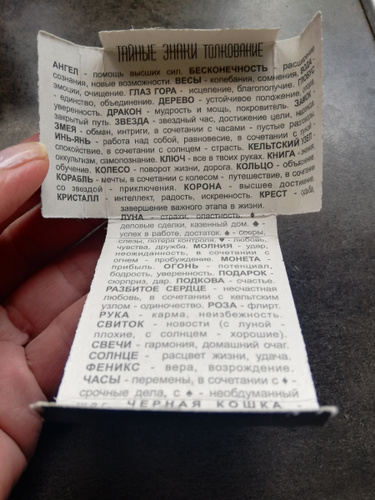 ТАЙНЫЕ ЗНАКИ ТОЛКОВАНИЕ
АНГЕЛ - помощь высших сил. БЕСКОНЕЧНОСТЬ - расширение
сознания, новые возможности. ВЕСЫ - колебания, сомнения. ВОДА -
эмоции, очищение. ГЛАЗ ГОРА - исцеление, благополучие.
- единство, объединение. ДЕРЕВО - устойчивое положение,
уверенность. ДРАКОН - мудрость и мощь, покровитель. ЗАМОК -
закрытый путь. ЗВЕЗДА - звездный час, достижение цели, надежда.
ЗМЕЯ - обман, интриги, в сочетании с часами - пустые
ИНЬ-ЯНЬ - работа над собой, равновесие, в сочетании с
спокойствие, в сочетании с солнцем - страсть. КЕЛЬТСКИЙ УЗЕЛ -
оккультизм, самопознание. КЛЮЧ - все в твоих руках. КНИГА -
обучение. КОЛЕСО - поворот жизни, дорога. КОЛЬЦО -
КОРАБЛЬ - мечты, в сочетании с колесом - путешествие, в сочетании
со звездой - приключения. КОРОНА - высшее достижение.
КРИСТАЛЛ - интеллект, радость, искренность. КРЕСТ - судьба,
завершение важного этапа в жизни.
ЛУНА - страхи, опасность. ♦ -
деловые сделки, казенный дом. ♣ -
успех в работе, достаток. ♠ - ссоры,
слезы, потеря контроля. ♥ - любовь,
чувства, дружба. МОЛНИЯ - удар,
неожиданность, в сочетании с
огнем - пробуждение. МОНЕТА -
прибыль. ОГОНЬ - потенциал,
бодрость, уверенность. ПОДАРОК -
сюрприз, дар. ПОДКОВА - счастье.
РАЗБИТОЕ СЕРДЦЕ - несчастная
любовь, в сочетании с кельтским
узлом - одиночество. РОЗА - флирт.
РУКА - карма, неизбежность.
СВИТОК - новости (с луной -
плохие, с солнцем - хорошие).
СВЕЧИ - гармония, домашний очаг.
СОЛНЦЕ - расцвет жизни, удача.
ФЕНИКС - вера, возрождение.
ЧАСЫ - перемены, в сочетании с ♦ -
срочные дела, с ♠ - необдуманный
шаг. ЧЕРНАЯ КОШКА -